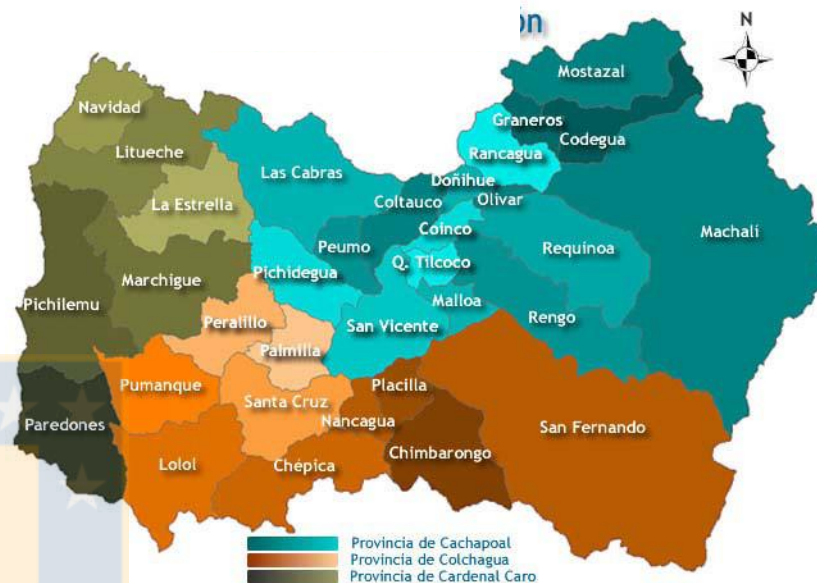 ón
N
Mostazal
Navidad
Graneros
Codegua
Litueche
Rancagua
Las Cabras
Doñihue
La Estrella
Coltauco
Olivar
Coinco
Peumo
Requinoa
Machalí
Q. Tilcoco
Pichidegua
Marchigue
Malloa
Pichilemu
Rengo
Peralillo
San Vicente
Palmilla
Pumanque
Placilla
Santa Cruz
Nancagua
Paredones
San Fernando
Chimbarongo
Lolol
Chépica
Provincia de Cachapoal
Provincia de Colchagua
Provincia de Cardenal Caro